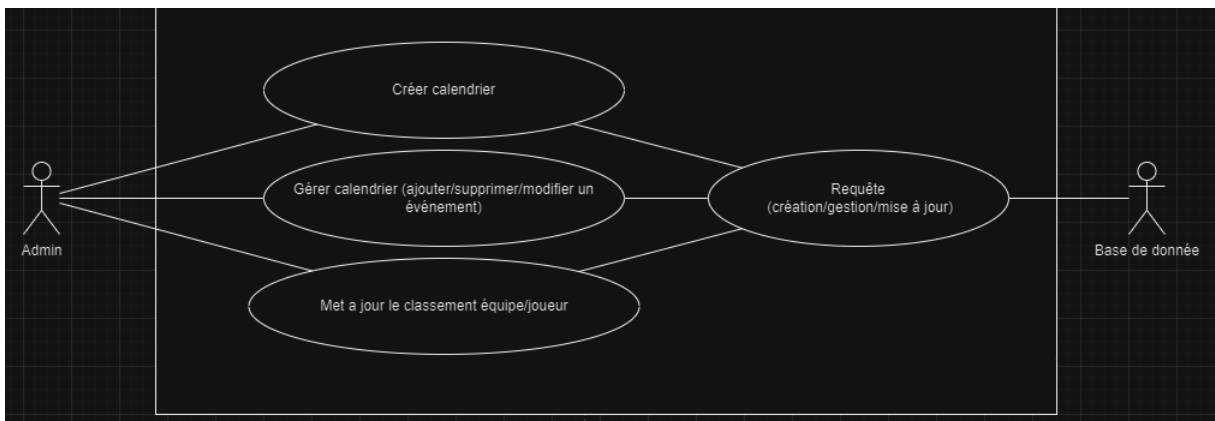 Créer calendrier
Gérer calendrier (ajouter/supprimer/modifier un
événement)
Requête
(création/gestion/mise à jour)
Admin
Base de donnée
Met a jour le classement équipe/joueur